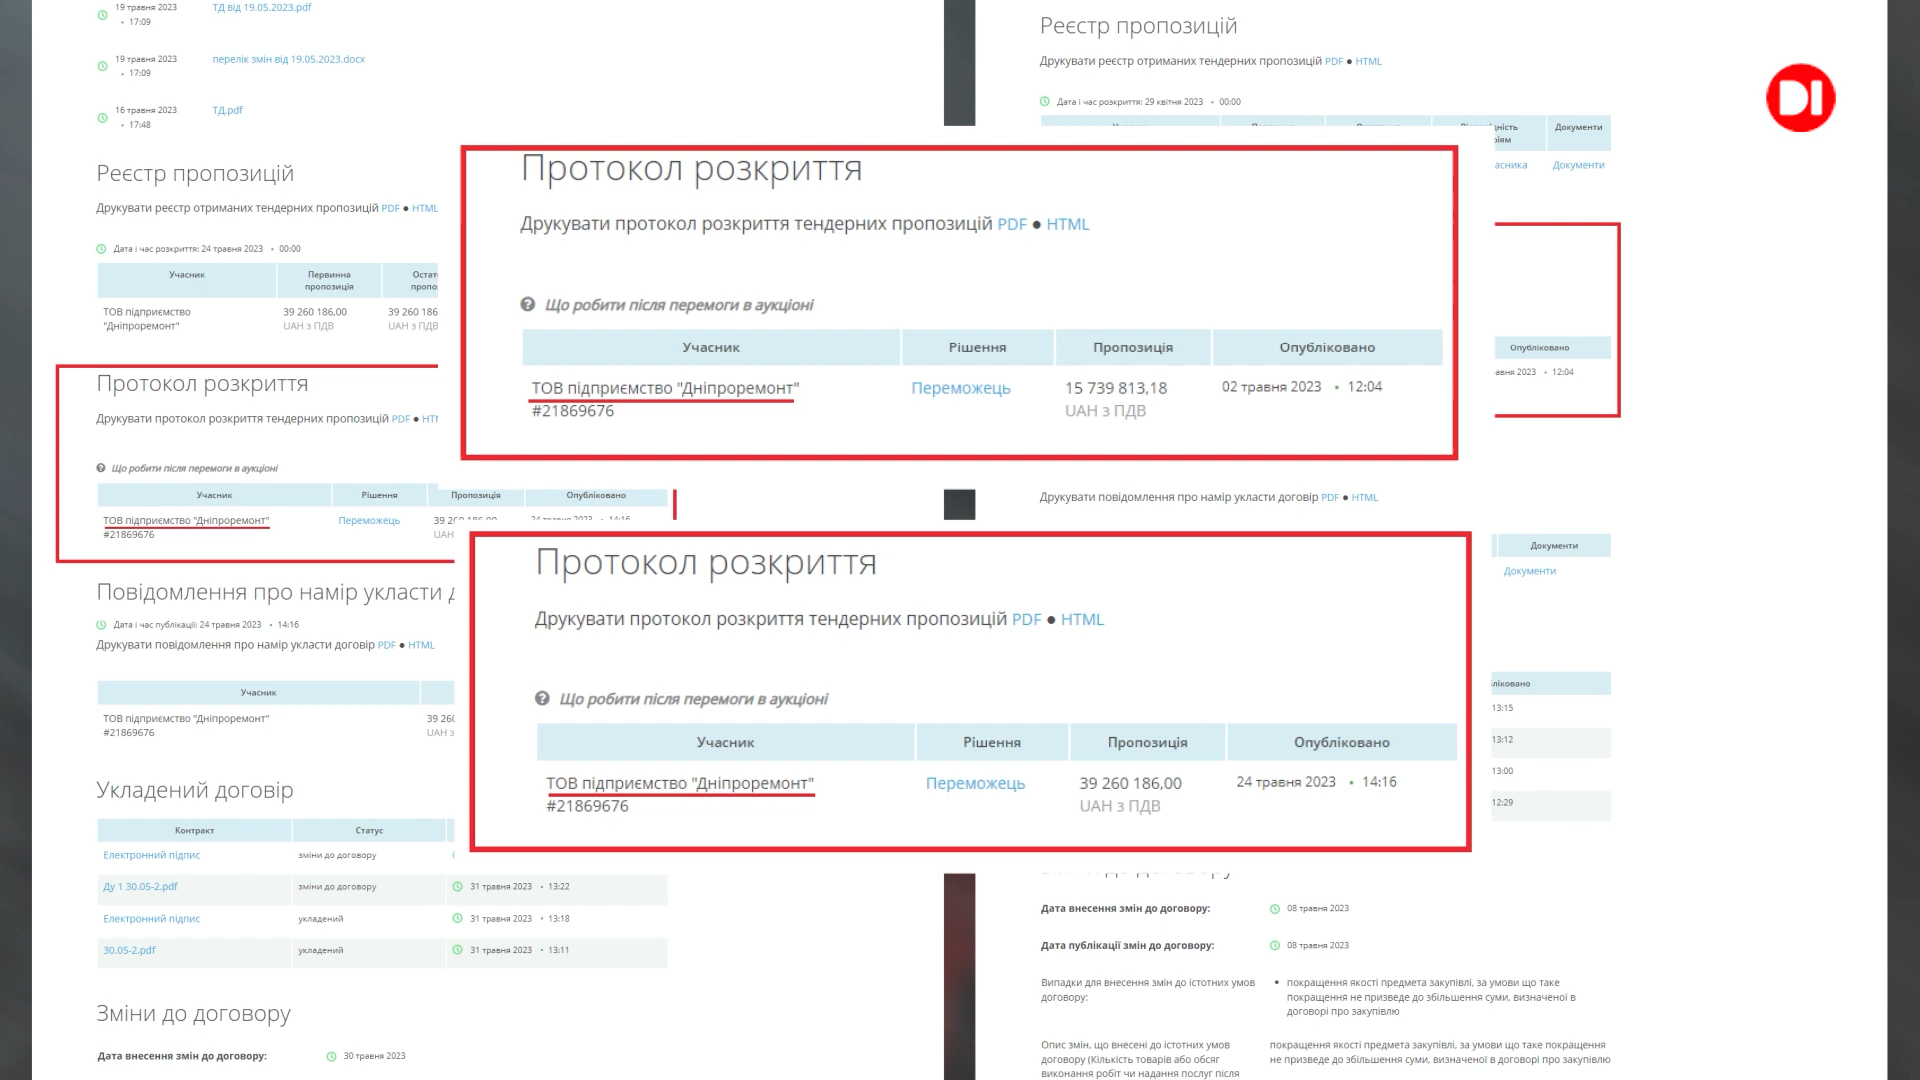 19 травня 2023
• 17:09
ТД від 19.05.2023.pdf
19 травня 2023
• 17:09
перелік змін від 19.05.2023.docx
16 травня 2023
• 17:48
ТД.pdf
Реєстр пропозицій
Друкувати реєстр отриманих тендерних пропозицій PDF ● HTML
Дата і час розкриття: 24 травня 2023 • 00:00
Учасник
Первинна
пропозиція
ТОВ підприємство
"Дніпроремонт"
39 260 186,00
UAH з ПДВ
39 260 186
UAH з ПДВ
Протокол розкриття
Друкувати протокол розкриття тендерних пропозицій PDF ●
Що робити після перемоги в аукціоні
Учасник Рішення Пропозиція Опубліковано
ТОВ підприємство "Дніпроремонт"
#21869676
Переможець
UAH
Повідомлення про намір укласти
Дата і час публікації: 24 травня 2023 • 14:16
Друкувати повідомлення про намір укласти договір PDF ● HTML
Учасник
ТОВ підприємство "Дніпроремонт"
#21869676
UAH з
Укладений договір
Контракт Статус
Електронний підпис зміни до договору
Ду 1 30.05-2.pdf зміни до договору 31 травня 2023 • 13:22
Електронний підпис укладений 31 травня 2023 • 13:18
30.05-2.pdf укладений 31 травня 2023 • 13:11
Зміни до договору
Дата внесення змін до договору: 30 травня 2023
Протокол розкриття
Друкувати протокол розкриття тендерних пропозицій PDF ● HTML
Що робити після перемоги в аукціоні
Учасник Рішення Пропозиція Опубліковано
ТОВ підприємство "Дніпроремонт" Переможець 15 739 813,18 02 травня 2023 • 12:04
#21869676 UAH з ПДВ
Протокол розкриття
Друкувати протокол розкриття тендерних пропозицій PDF ● HTML
Що робити після перемоги в аукціоні
Учасник Рішення Пропозиція Опубліковано
ТОВ підприємство "Дніпроремонт" Переможець 39 260 186,00 24 травня 2023 • 14:16
#21869676 UAH з ПДВ
Реєстр пропозицій
Друкувати реєстр отриманих тендерних пропозицій PDF ● HTML
Дата і час розкриття: 29 квітня 2023 • 00:00
Документи
Документи
Опубліковано
2023 • 12:04
Друкувати повідомлення про намір укласти договір PDF ● HTML
Документи
Документи
13:15
13:12
13:00
12:29
Дата внесення змін до договору: 08 травня 2023
Дата публікації змін до договору: 08 травня 2023
Випадки для внесення змін до істотних умов
договору:
• покращення якості предмета закупівлі, за умови що таке
покращення не призведе до збільшення суми, визначеної в
договорі про закупівлю
Опис змін, що внесені до істотних умов
договору (Кількість товарів або обсяг
виконання робіт чи надання послуг після
покращення якості предмета закупівлі, за умови що таке покращення
не призведе до збільшення суми, визначеної в договорі про закупівлю
DI